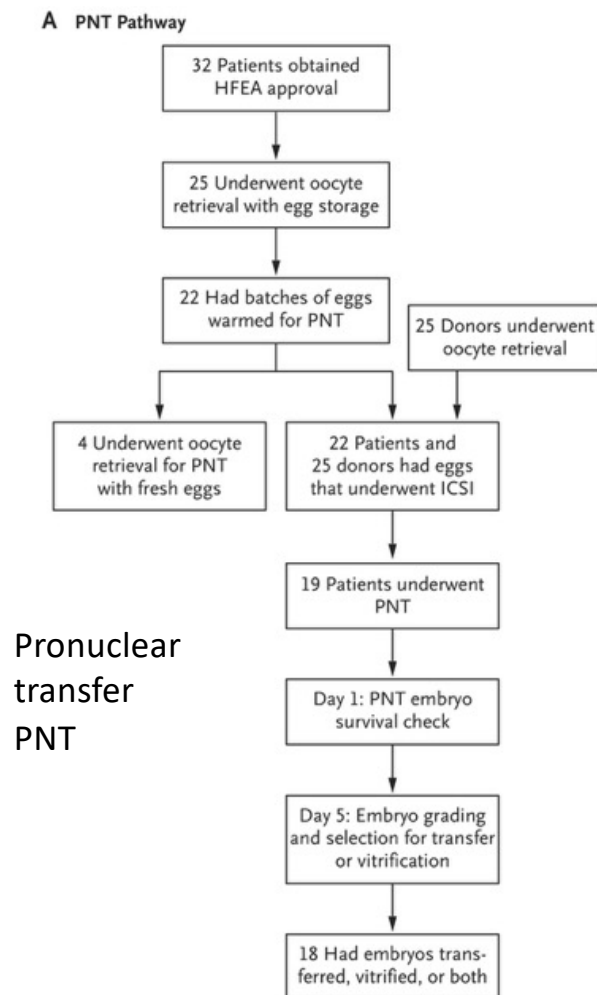 A PNT Pathway
32 Patients obtained
HFEA approval
25 Underwent oocyte
retrieval with egg storage
22 Had batches of eggs
warmed for PNT
25 Donors underwent
oocyte retrieval
4 Underwent oocyte
retrieval for PNT
with fresh eggs
22 Patients and
25 donors had eggs
that underwent ICSI
19 Patients underwent
PNT
Pronuclear
transfer
PNT
Day 1: PNT embryo
survival check
Day 5: Embryo grading
and selection for transfer
or vitrification
18 Had embryos trans-
ferred, vitrified, or both